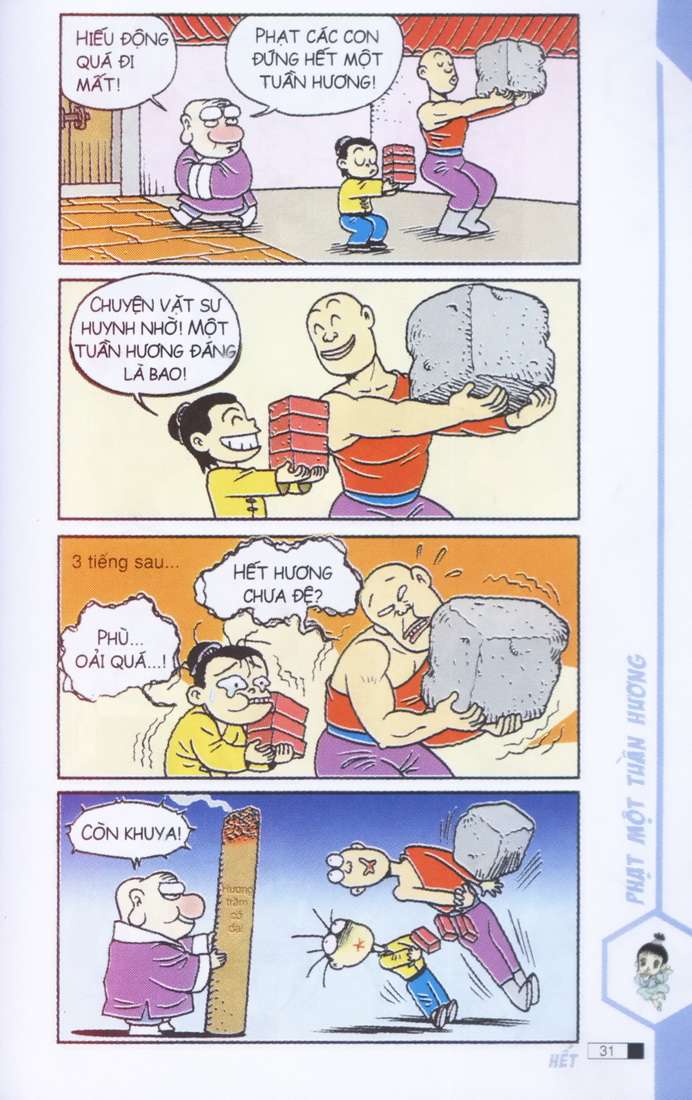 HIẾU ĐỘNG
QUÁ ĐI
MẤT!
PHẠT CÁC CON
ĐỨNG HẾT MỘT
TUẦN HƯƠNG!
CHUYỆN VẶT SƯ
HUYNH NHỜ! MỘT
TUẦN HƯƠNG ĐÁNG
LÀ BAO!
3 tiếng sau...
HẾT HƯƠNG
CHƯA ĐỆ?
PHÙ...
OẢI QUÁ...!
CÒN KHUYA!
Hương
trầm
cổ
đại
PHẠT MỘT TUẦN HƯƠNG
HẾT
31